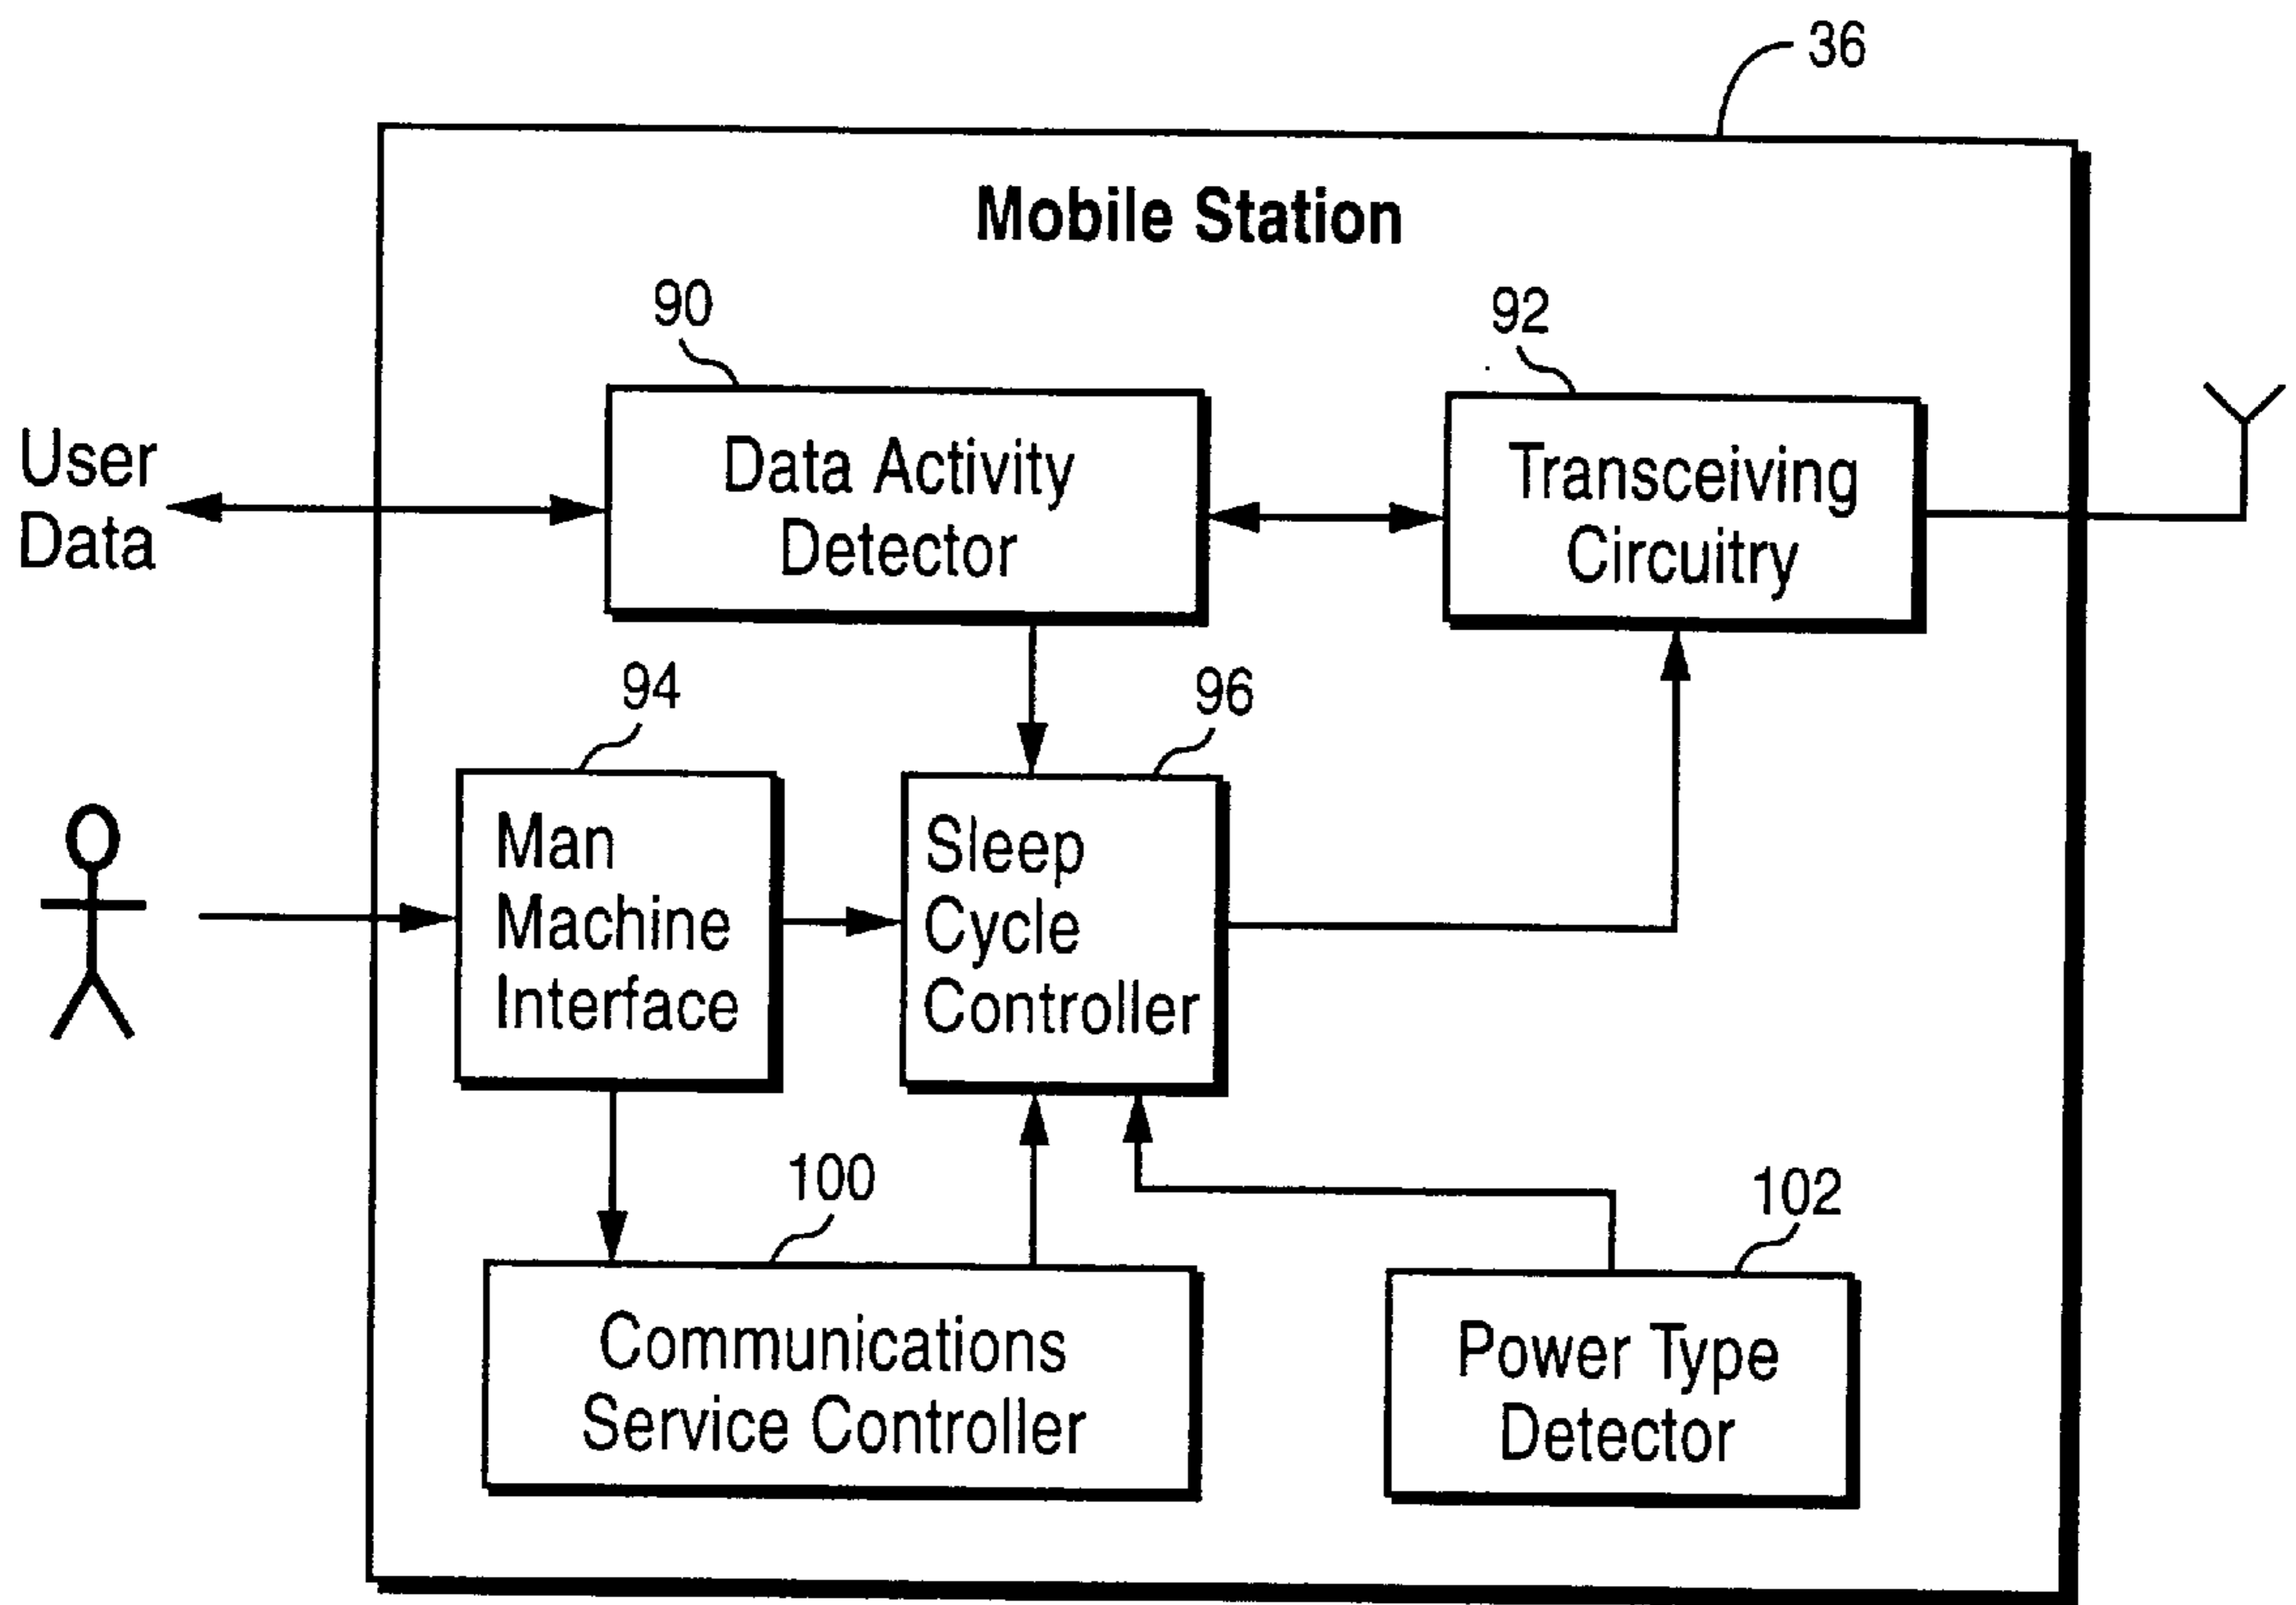 36
Mobile Station
90
92
User
Data
Data Activity
Detector
Transceiving
Circuitry
94
96
Man
Machine
Interface
Sleep
Cycle
Controller
100
102
Communications
Service Controller
Power Type
Detector